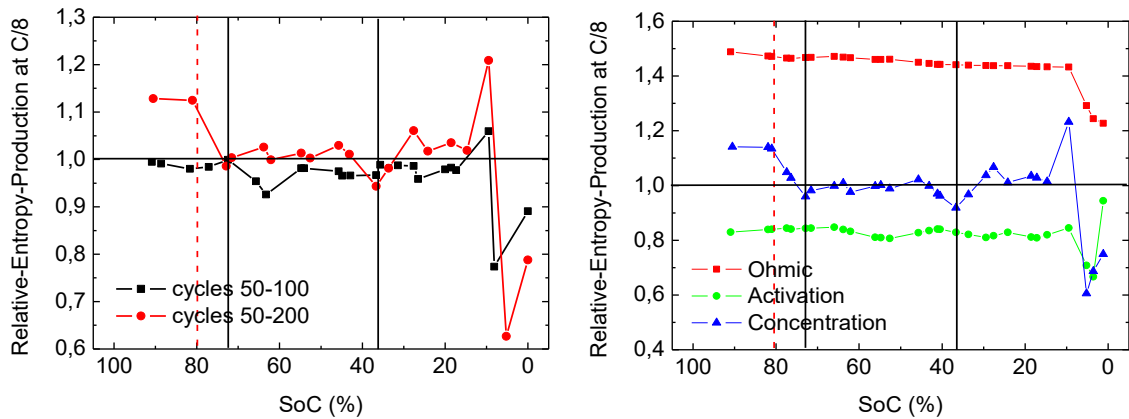 Relative-Entropy-Production at C/8
1,3
1,2
1,1
1,0
0,9
0,8
0,7
0,6
cycles 50-100
cycles 50-200
100 80 60 40 20 0
SoC (%)
Relative-Entropy-Production at C/8
1,6
1,4
1,2
1,0
0,8
0,6
0,4
Ohmic
Activation
Concentration
100 80 60 40 20 0
SoC (%)